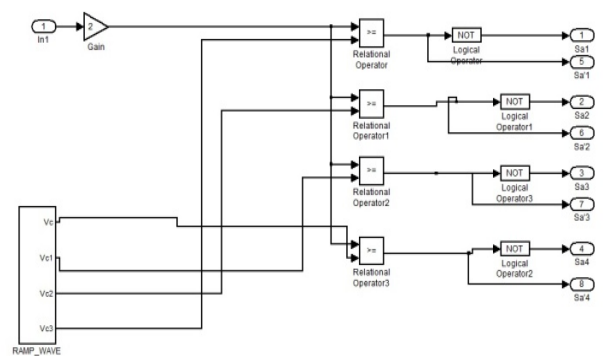 1
In1
2
Gain
>=
Relational
Operator
NOT
Logical
Operator
1
Sa1
5
Sa'1
>=
Relational
Operator1
NOT
Logical
Operator1
2
Sa2
6
Sa'2
>=
Relational
Operator2
NOT
Logical
Operator3
3
Sa3
7
Sa'3
>=
Relational
Operator3
NOT
Logical
Operator2
4
Sa4
8
Sa'4
Vc
Vc1
Vc2
Vc3
RAMP_WAVE